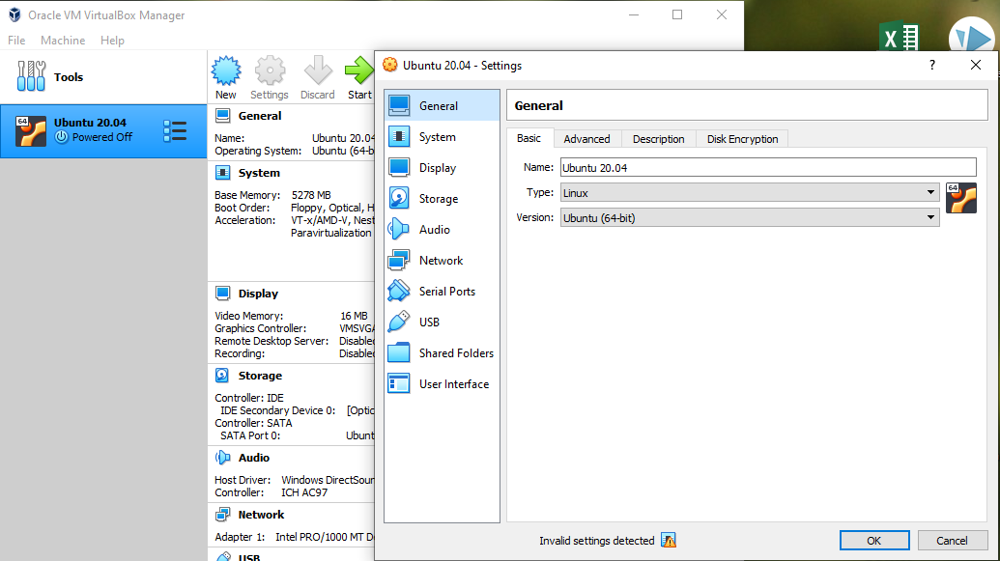 Oracle VM VirtualBox Manager
File Machine Help
Tools
New Settings Discard Start
64
Ubuntu 20.04
Powered Off
General
Name: Ubuntu 20.04
Operating System: Ubuntu (64-b
System
Base Memory: 5278 MB
Boot Order: Floppy, Optical, H
Acceleration: VT-x/AMD-V, Nest
Paravirtualization
Display
Video Memory: 16 MB
Graphics Controller: VMSVGA
Remote Desktop Server: Disabled
Recording: Disabled
Storage
Controller: IDE
IDE Secondary Device 0: [Optic
Controller: SATA
SATA Port 0: Ubunt
Audio
Host Driver: Windows DirectSoun
Controller: ICH AC97
Network
Adapter 1: Intel PRO/1000 MT D
USB
X
Ubuntu 20.04 - Settings
?
General
System
Display
Storage
Audio
Network
Serial Ports
USB
Shared Folders
User Interface
General
Basic Advanced Description Disk Encryption
Name: Ubuntu 20.04
Type: Linux
64
Version: Ubuntu (64-bit)
Invalid settings detected
OK Cancel